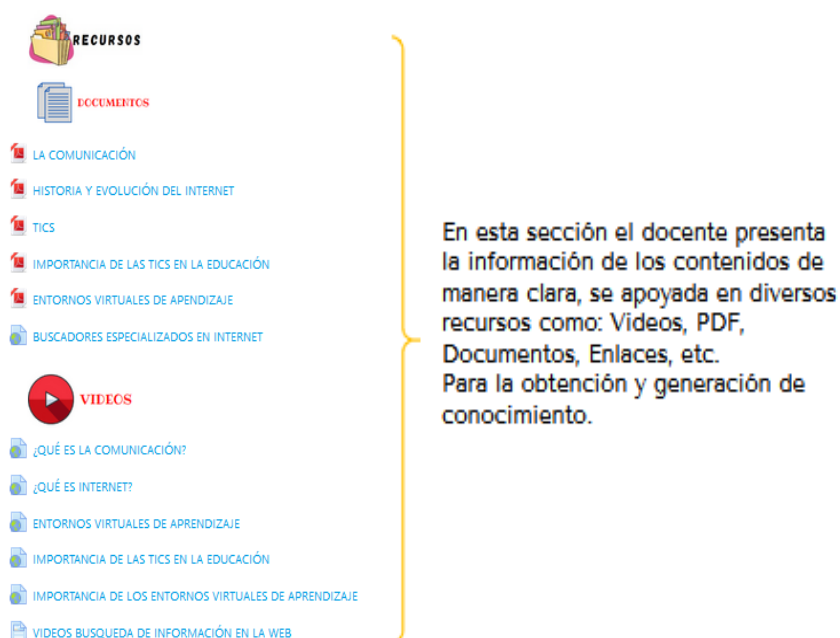 RECURSOS
DOCUMENTOS
LA COMUNICACIÓN
HISTORIA Y EVOLUCIÓN DEL INTERNET
TICS
IMPORTANCIA DE LAS TICS EN LA EDUCACIÓN
ENTORNOS VIRTUALES DE APENDIZAJE
BUSCADORES ESPECIALIZADOS EN INTERNET
VIDEOS
¿QUÉ ES LA COMUNICACIÓN?
¿QUÉ ES INTERNET?
ENTORNOS VIRTUALES DE APRENDIZAJE
IMPORTANCIA DE LAS TICS EN LA EDUCACIÓN
IMPORTANCIA DE LOS ENTORNOS VIRTUALES DE APRENDIZAJE
VIDEOS BUSQUEDA DE INFORMACIÓN EN LA WEB
En esta sección el docente presenta
la información de los contenidos de
manera clara, se apoyada en diversos
recursos como: Videos, PDF,
Documentos, Enlaces, etc.
Para la obtención y generación de
conocimiento.